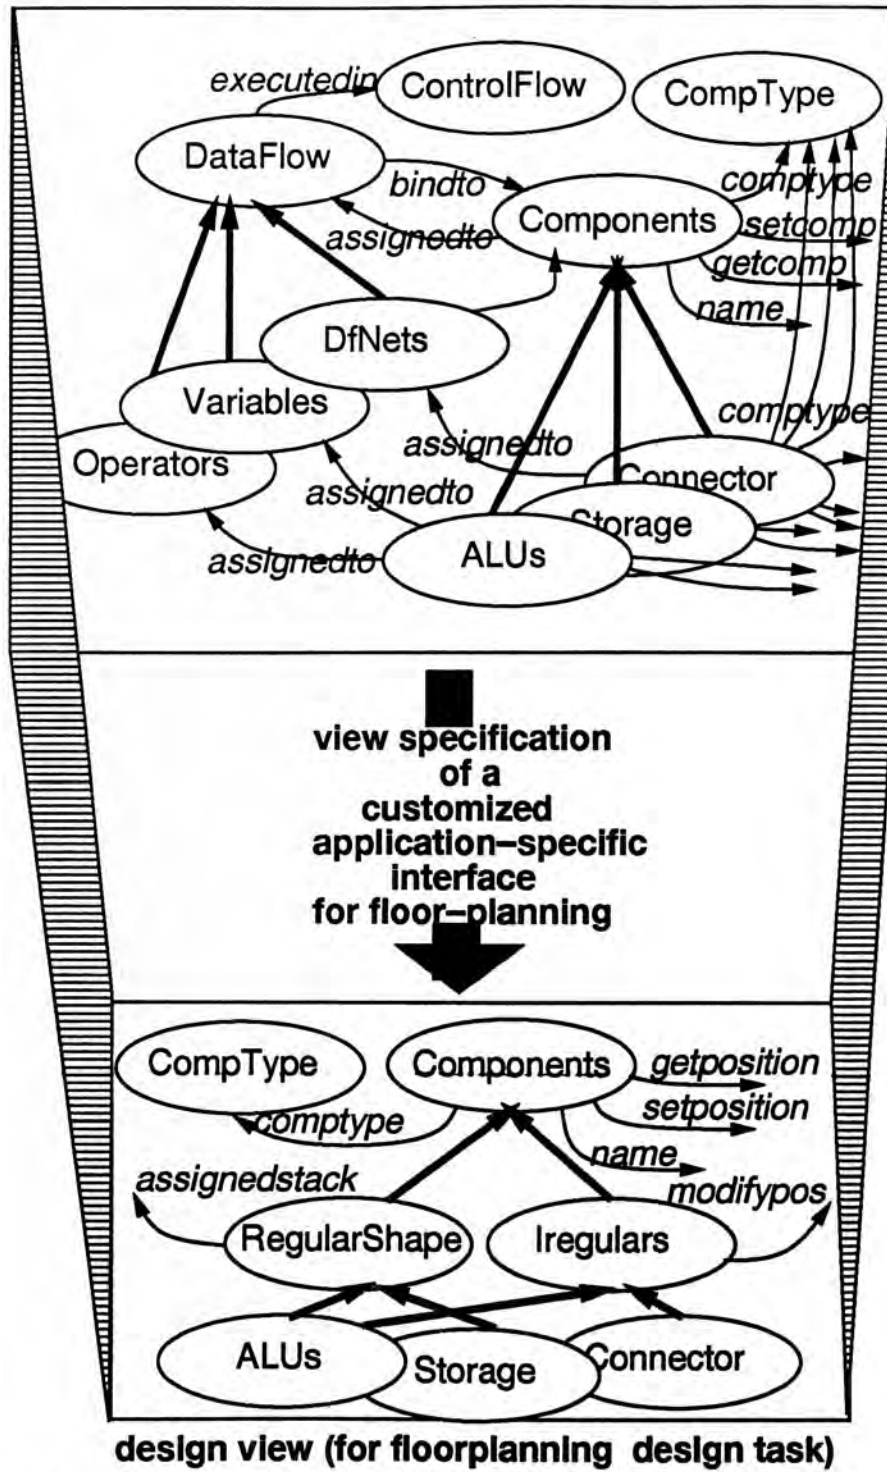 executedin
ControlFlow
CompType
DataFlow
bindto
comptype
Components
setcomp
assignedto
getcomp
name
DfNets
Variables
comptype
assignedto
Operators
Connector
assignedto
Storage
assignedto
ALUs
view specification
of a
customized
application–specific
interface
for floor–planning
CompType
Components
getposition
setposition
comptype
name
assignedstack
modifypos
RegularShape
Iregulars
ALUs
Storage
Connector
design view (for floorplanning design task)